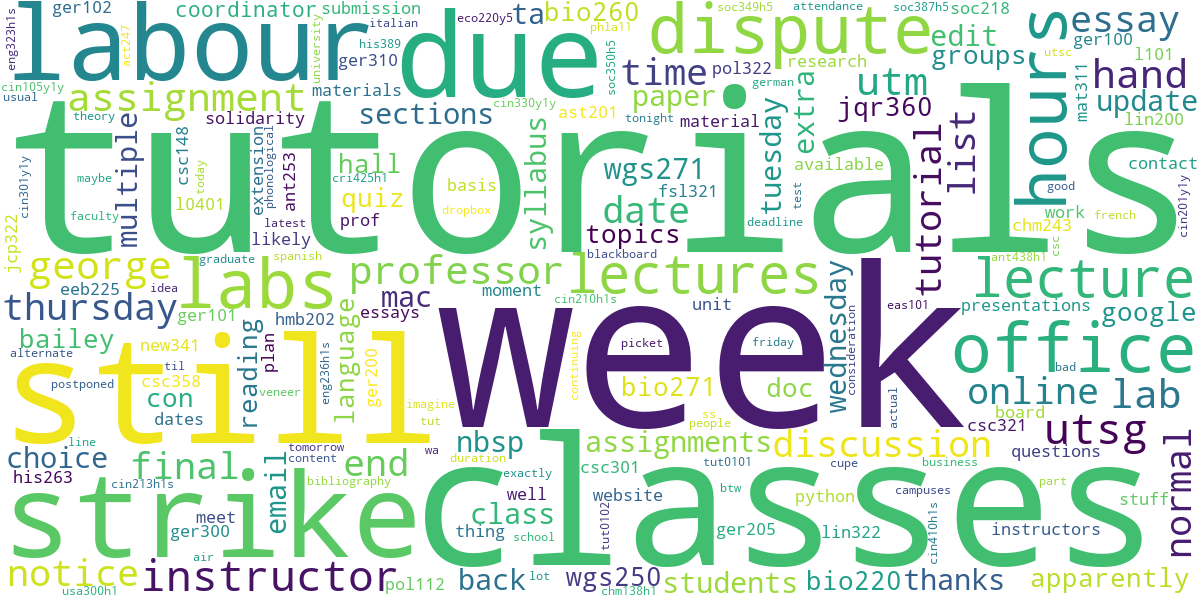 ger102
coordinator
submission
ta
bio260
soc349h5
attendance
soc387h5
soc218
essay
eng323h1s
labour
act247
university
italian
his389
ger310
eco220y5
phla11
due
soc350h5
dispute
research
edit
groups
utsc
hours
ger100
l101
cin105y1y
usual
materials
time
pol322
german
utm
mat311
hand
assignment
theory
solidarity
sections
cin330y1y
ast201
paper
tonight
material
tuesday
extra
jqr360
list
update
lin200
multiple
csc148
today
extension
phonological
ant253
hall
cri425h1
syllabus
wgs271
fsl321
available
test
tutorial
contact
good
work
french
cin301y1y
maybe
tutorials
faculty
l0401
quiz
basis
dropbox
date
deadline
chm243
cin201y1y
jcp322
latest
likely
prof
topics
blackboard
csc
ant438h1
george
graduate
spanish
eeb225
idea
labs
professor
lectures
lecture
thursday
ger101
hmb202
mac
essays
moment
cin210h1s
unit
wednesday
eas101
presentations
google
bailey
alternate
new341
reading
plan
language
eng236h1s
week
continuing
picket
friday
consideration
office
bad
postponed
til
csc358
con
veneer
ger200
imagine
bio271
doc
online
lab
still
dates
tut
ss
people
actual
board
csc321
utsg
line
choice
his263
final
email
tomorrow
content
end
wa
nbsp
assignments
discussion
questions
normal
cin213h1s
bibliography
duration
exactly
csc301
tut0101
cupe
business
part
strike
meet
ger300
class
well
thing
school
website
tut0102
classes
btw
python
campuses
stuff
ger205
lin322
cin410h1s
instructors
air
notice
usa300h1
instructor
pol112
back
lot
wgs250
chm138h1
students
bio220
thanks
apparently